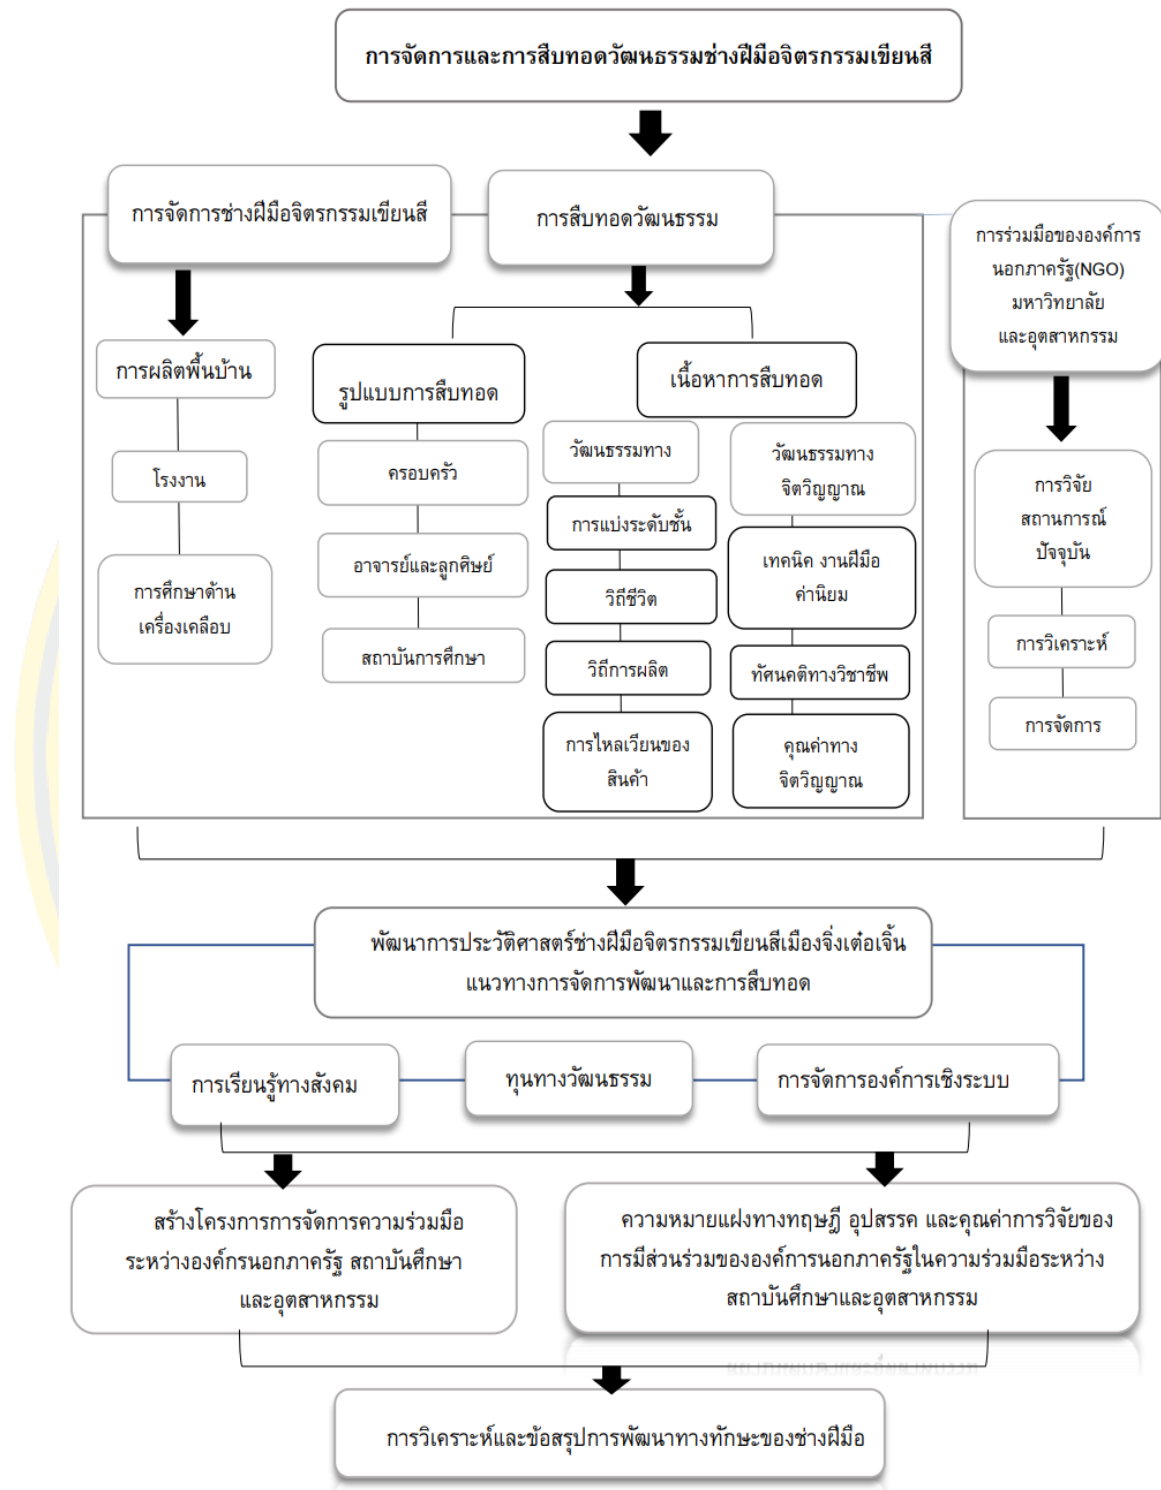 การจัดการและการสืบทอดวัฒนธรรมช่างฝีมือจิตรกรรมเขียนสี
การจัดการช่างฝีมือจิตรกรรมเขียนสี
การสืบทอดวัฒนธรรม
การร่วมมือขององค์การ
นอกภาครัฐ(NGO)
มหาวิทยาลัย
และอุตสาหกรรม
การผลิตพื้นบ้าน
โรงงาน
การศึกษาด้าน
เครื่องเคลือบ
รูปแบบการสืบทอด
ครอบครัว
อาจารย์และลูกศิษย์
สถาบันการศึกษา
เนื้อหาการสืบทอด
วัฒนธรรมทาง
การแบ่งระดับชั้น
วิถีชีวิต
วิถีการผลิต
การไหลเวียนของ
สินค้า
วัฒนธรรมทาง
จิตวิญญาณ
เทคนิค งานฝีมือ
ค่านิยม
ทัศนคติทางวิชาชีพ
คุณค่าทาง
จิตวิญญาณ
การวิจัย
สถานการณ์
ปัจจุบัน
การวิเคราะห์
การจัดการ
พัฒนาการประวัติศาสตร์ช่างฝีมือจิตรกรรมเขียนสีเมืองจิ่งเต๋อเจิ้น
แนวทางการจัดการพัฒนาและการสืบทอด
การเรียนรู้ทางสังคม
ทุนทางวัฒนธรรม
การจัดการองค์การเชิงระบบ
สร้างโครงการการจัดการความร่วมมือ
ระหว่างองค์กรนอกภาครัฐ สถาบันศึกษา
และอุตสาหกรรม
ความหมายแฝงทางทฤษฎี อุปสรรค และคุณค่าการวิจัยของ
การมีส่วนร่วมขององค์การนอกภาครัฐในความร่วมมือระหว่าง
สถาบันศึกษาและอุตสาหกรรม
การวิเคราะห์และข้อสรุปการพัฒนาทางทักษะของช่างฝีมือ